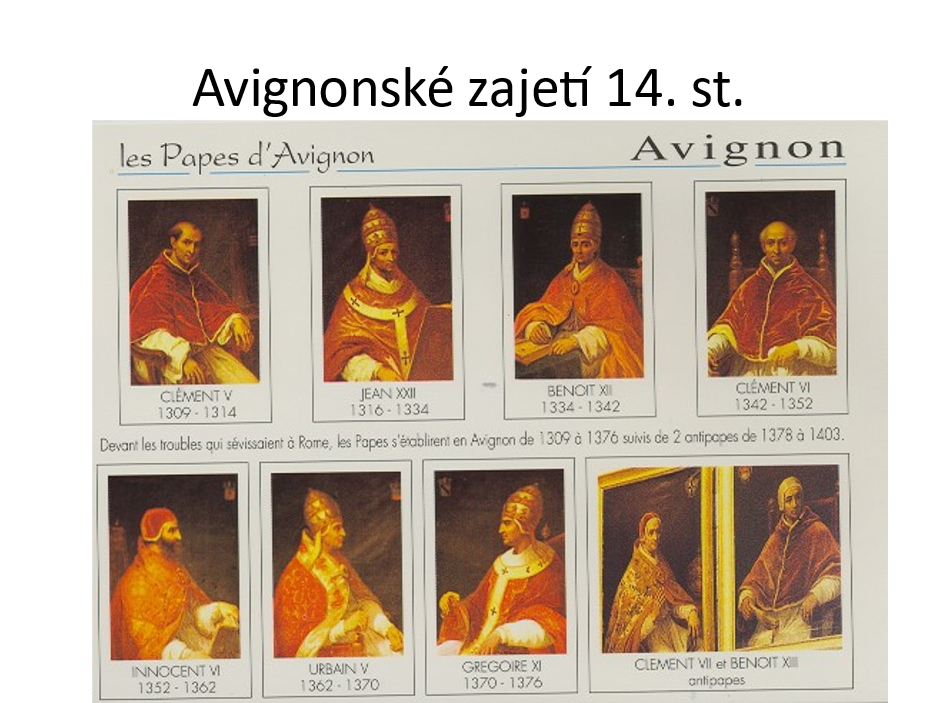 Avignonské zajetí 14. st.
les Papes d'Avignon
Avignon
CLÉMENT V
1309 - 1314
JEAN XXII
1316 - 1334
BENOIT XII
1334 - 1342
CLÉMENT VI
1342 - 1352
Devant les troubles qui sévissaient à Rome, les Papes s'établirent en Avignon de 1309 à 1376 suivis de 2 antipapes de 1378 à 1403.
INNOCENT VI
1352 - 1362
URBAIN V
1362 - 1370
GREGOIRE XI
1370 - 1376
CLEMENT VII et BENOIT XIII
antipapes